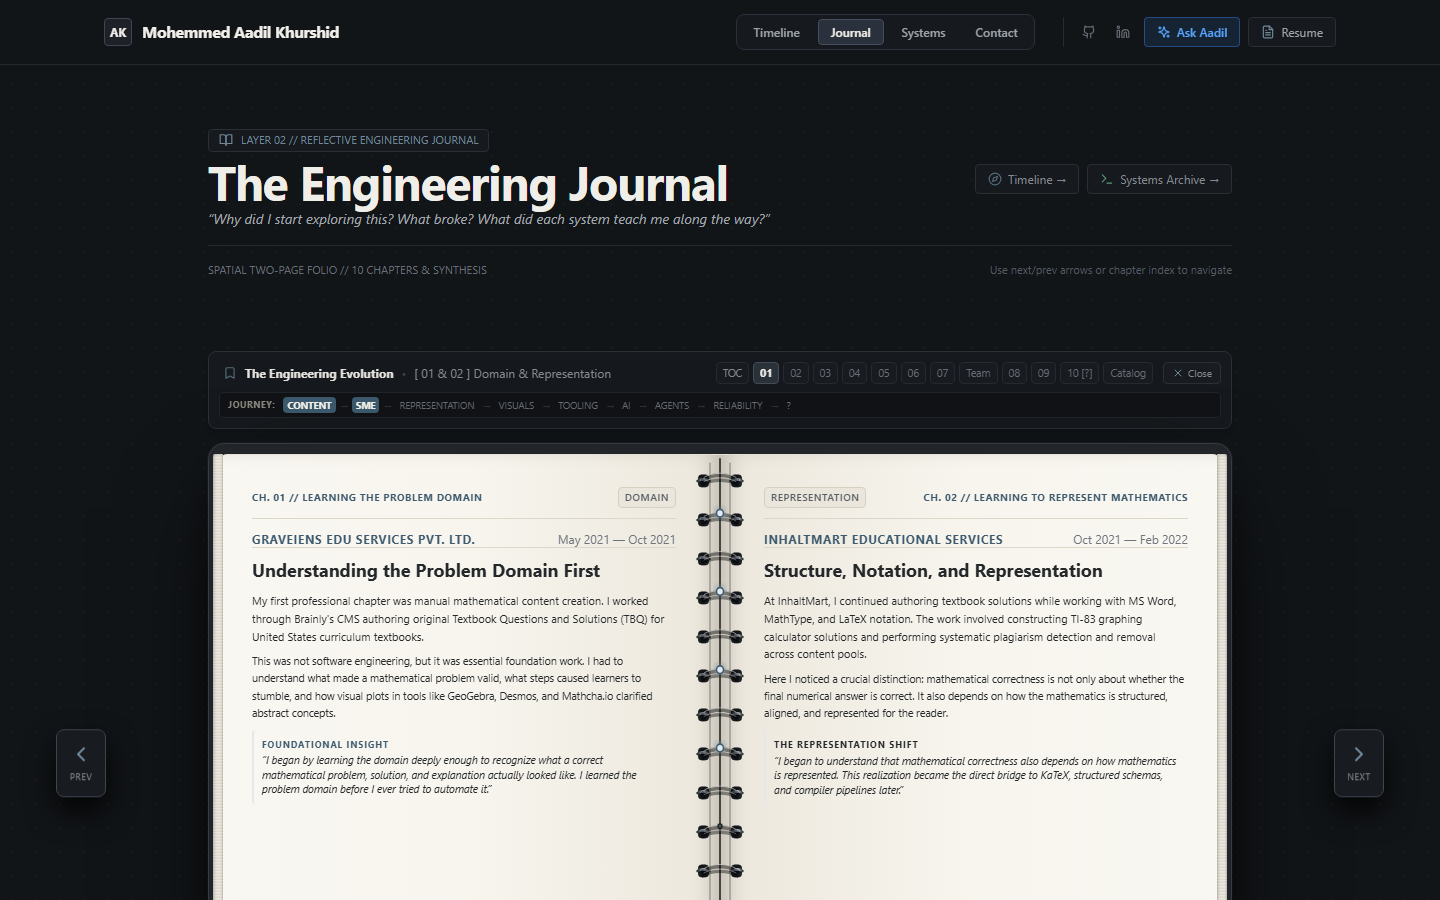 AK Mohemmed Aadil Khurshid Timeline Journal Systems Contact Ask Aadil Resume
LAYER 02 // REFLECTIVE ENGINEERING JOURNAL
The Engineering Journal
Timeline → Systems Archive →
"Why did I start exploring this? What broke? What did each system teach me along the way?"
SPATIAL TWO-PAGE FOLIO // 10 CHAPTERS & SYNTHESIS Use next/prev arrows or chapter index to navigate
The Engineering Evolution • [ 01 & 02 ] Domain & Representation TOC 01 02 03 04 05 06 07 Team 08 09 10 [?] Catalog × Close
JOURNEY: CONTENT → SME → REPRESENTATION → VISUALS → TOOLING → AI → AGENTS → RELIABILITY → ?
CH. 01 // LEARNING THE PROBLEM DOMAIN DOMAIN
GRAVEIENS EDU SERVICES PVT. LTD. May 2021 — Oct 2021
Understanding the Problem Domain First
My first professional chapter was manual mathematical content creation. I worked
through Brainly's CMS authoring original Textbook Questions and Solutions (TBQ) for
United States curriculum textbooks.
This was not software engineering, but it was essential foundation work. I had to
understand what made a mathematical problem valid, what steps caused learners to
stumble, and how visual plots in tools like GeoGebra, Desmos, and Mathcha.io clarified
abstract concepts.
FOUNDATIONAL INSIGHT
"I began by learning the domain deeply enough to recognize what a correct
mathematical problem, solution, and explanation actually looked like. I learned the
problem domain before I ever tried to automate it."
REPRESENTATION CH. 02 // LEARNING TO REPRESENT MATHEMATICS
INHALTMART EDUCATIONAL SERVICES Oct 2021 — Feb 2022
Structure, Notation, and Representation
At InhaltMart, I continued authoring textbook solutions while working with MS Word,
MathType, and LaTeX notation. The work involved constructing TI-83 graphing
calculator solutions and performing systematic plagiarism detection and removal
across content pools.
Here I noticed a crucial distinction: mathematical correctness is not only about whether the
final numerical answer is correct. It also depends on how the mathematics is structured,
aligned, and represented for the reader.
THE REPRESENTATION SHIFT
"I began to understand that mathematical correctness also depends on how mathematics
is represented. This realization became the direct bridge to KaTeX, structured schemas,
and compiler pipelines later."
PREV
NEXT